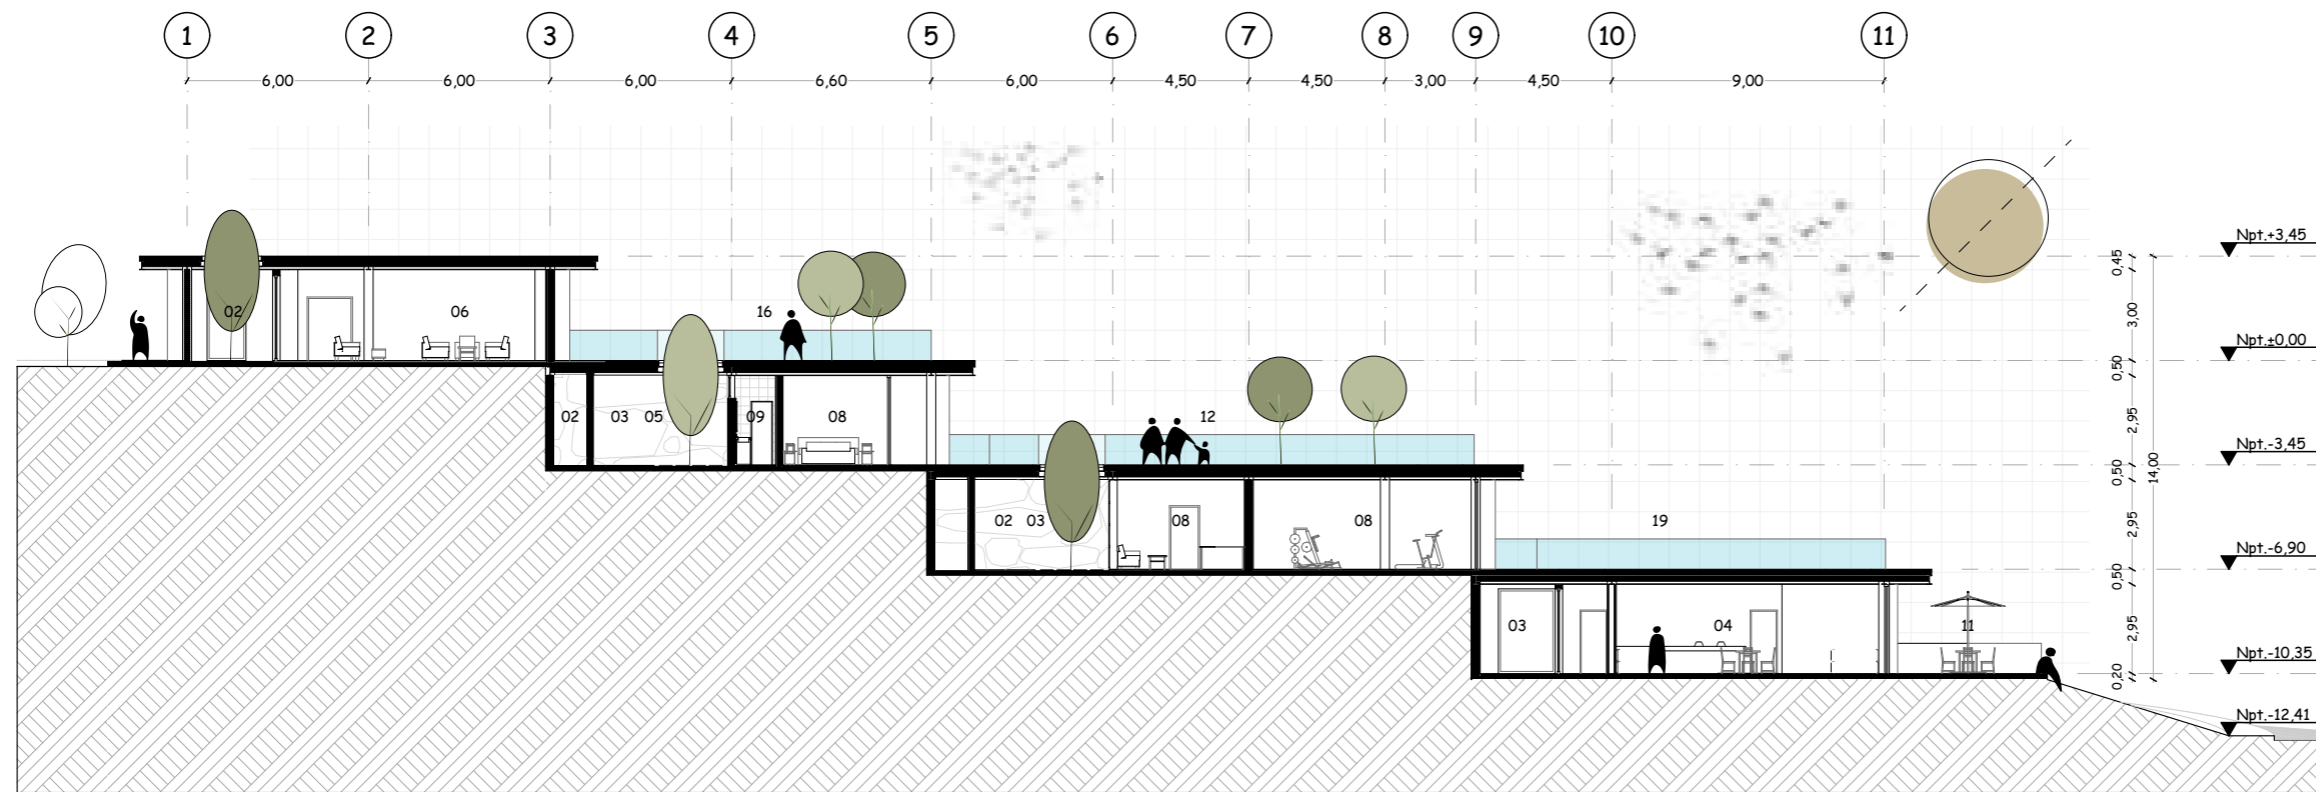 1 2 3 4 5 6 7 8 9 10 11
6,00 6,00 6,00 6,60 6,00 4,50 4,50 3,00 4,50 9,00
Npt.+3,45
0,45
02 06 16
3,00
Npt.±0,00
0,50
02 03 05 09 08 12
2,95
Npt.-3,45
0,50
14,00
02 03 08 08 19
2,95
Npt.-6,90
0,50
03 04 11
2,95
Npt.-10,35
0,20
Npt.-12,41